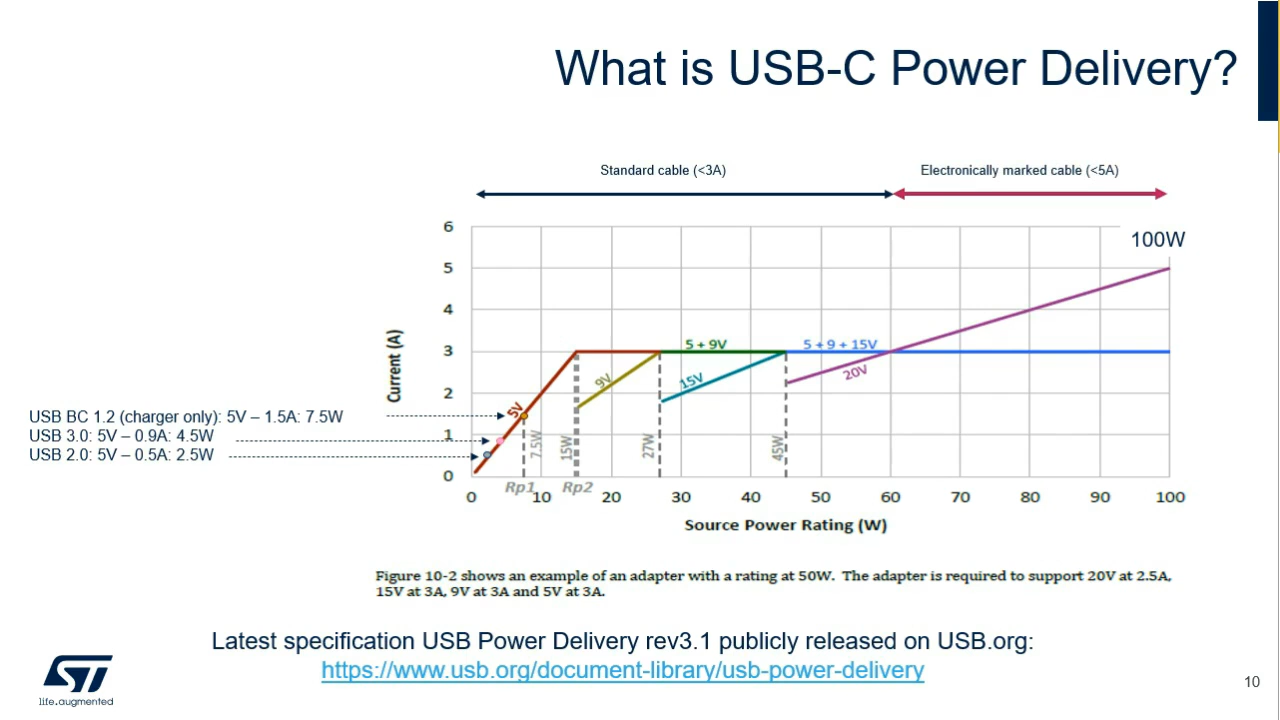 What is USB-C Power Delivery?
Standard cable (<3A)
Electronically marked cable (<5A)
6
100W
5
4
5 + 9V
5 + 9 + 15V
3
9V
15V
20V
2
5V
Current (A)
USB BC 1.2 (charger only): 5V – 1.5A: 7.5W
USB 3.0: 5V – 0.9A: 4.5W
USB 2.0: 5V – 0.5A: 2.5W
1
7.5W
15W
27W
45W
0
Rp1
Rp2
0 10 20 30 40 50 60 70 80 90 100
Source Power Rating (W)
Figure 10-2 shows an example of an adapter with a rating at 50W. The adapter is required to support 20V at 2.5A,
15V at 3A, 9V at 3A and 5V at 3A.
Latest specification USB Power Delivery rev3.1 publicly released on USB.org:
https://www.usb.org/document-library/usb-power-delivery
ST
life.augmented
10